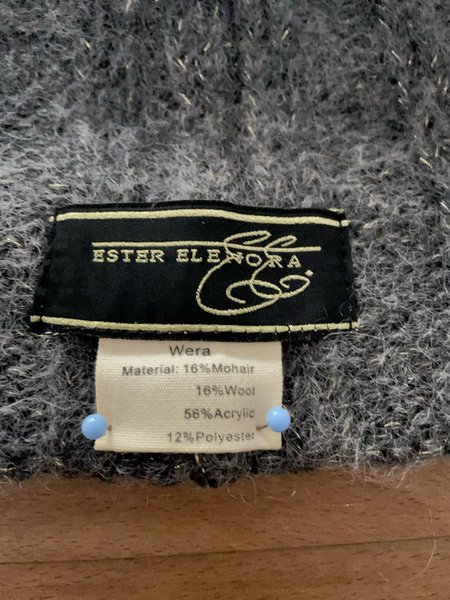 ESTER ELENORA.
Wera
Material: 16%Mohair
16%Wool
56%Acrylic
12%Polyester